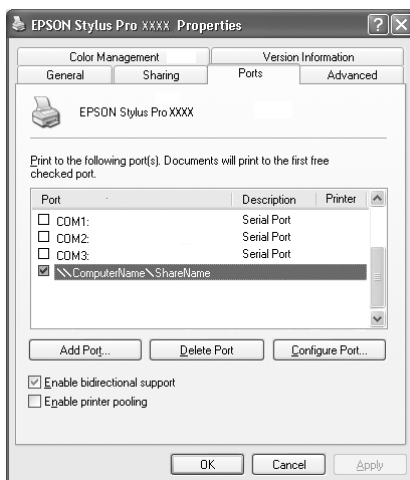 EPSON Stylus Pro XXXX Properties
Color Management Version Information
General Sharing Ports Advanced
EPSON Stylus Pro XXXX
Print to the following port(s). Documents will print to the first free
checked port.
Port Description Printer
COM1: Serial Port
COM2: Serial Port
COM3: Serial Port
\\ComputerName\ShareName
Add Port... Delete Port Configure Port...
Enable bidirectional support
Enable printer pooling
OK Cancel Apply